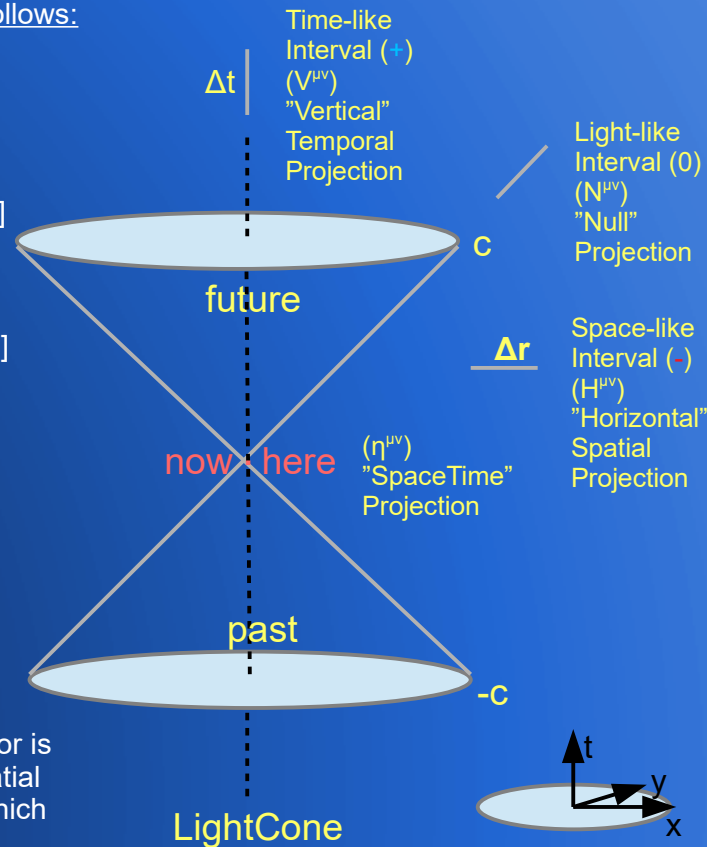 ollows:
Time-like
Interval (+)
(Vᵘᵛ)
”Vertical”
Temporal
Projection
Δt
Light-like
Interval (0)
(Nᵘᵛ)
”Null”
Projection
]
c
future
Δr
Space-like
Interval (-)
(Hᵘᵛ)
”Horizontal”
Spatial
Projection
]
now - here
(ηᵘᵛ)
”SpaceTime”
Projection
past
-c
or is
atial
hich
LightCone
t
y
x